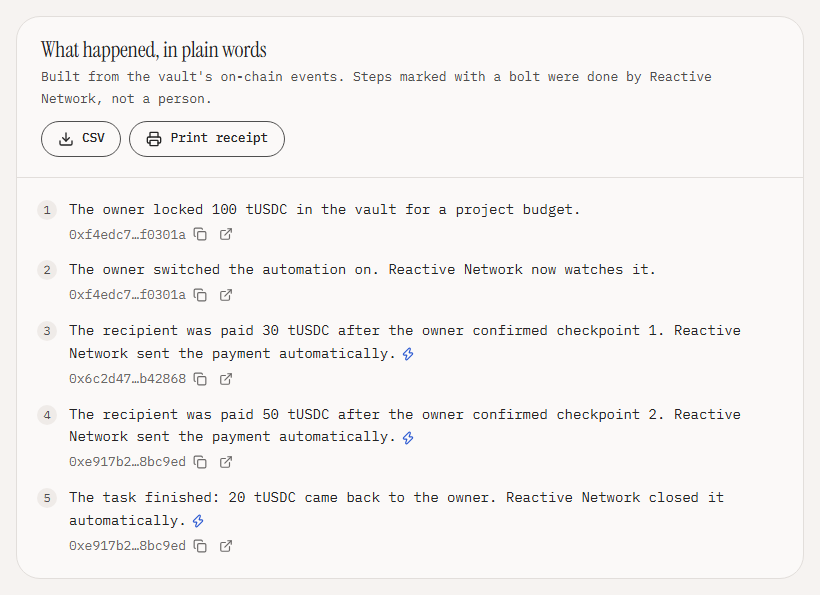 What happened, in plain words
Built from the vault's on-chain events. Steps marked with a bolt were done by Reactive
Network, not a person.
CSV
Print receipt
1 The owner locked 100 tUSDC in the vault for a project budget.
0xf4edc7…f0301a
2 The owner switched the automation on. Reactive Network now watches it.
0xf4edc7…f0301a
3 The recipient was paid 30 tUSDC after the owner confirmed checkpoint 1. Reactive
Network sent the payment automatically.
0x6c2d47…b42868
4 The recipient was paid 50 tUSDC after the owner confirmed checkpoint 2. Reactive
Network sent the payment automatically.
0xe917b2…8bc9ed
5 The task finished: 20 tUSDC came back to the owner. Reactive Network closed it
automatically.
0xe917b2…8bc9ed